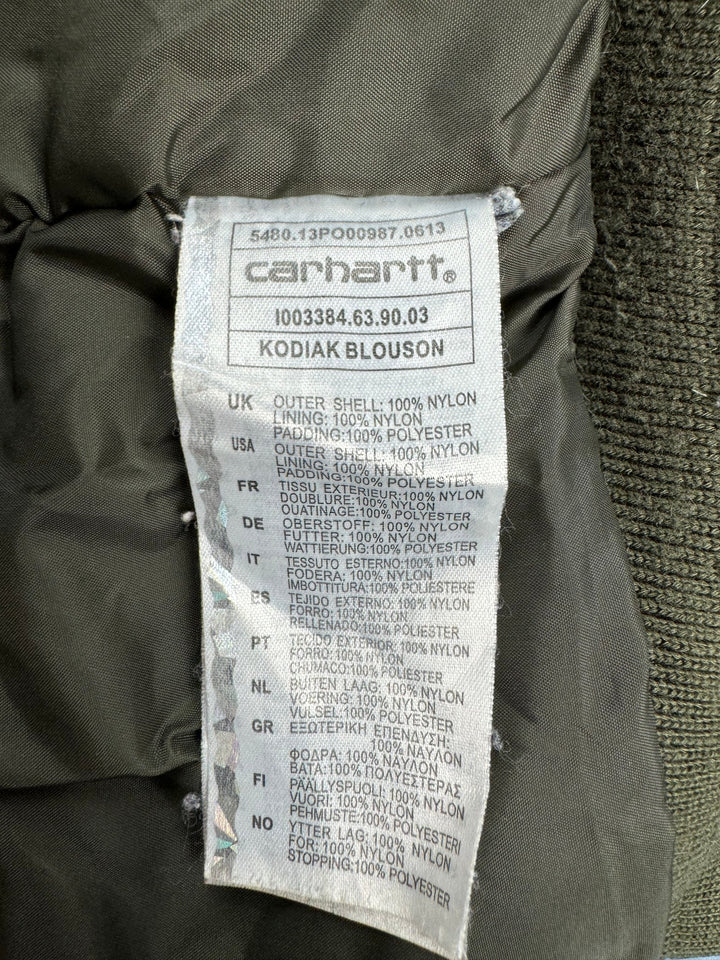 5480.13PO00987.0613
carhartt®
I003384.63.90.03
KODIAK BLOUSON
UK OUTER SHELL: 100% NYLON
LINING: 100% NYLON
PADDING:100% POLYESTER
USA OUTER SHELL: 100% NYLON
LINING: 100% NYLON
PADDING:100% POLYESTER
FR TISSU EXTERIEUR:100% NYLON
DOUBLURE: 100% NYLON
OUATINAGE:100% POLYESTER
DE OBERSTOFF: 100% NYLON
FUTTER: 100% NYLON
WATTIERUNG:100% POLYESTER
IT TESSUTO ESTERNO:100% NYLON
FODERA: 100% NYLON
IMBOTTITURA:100% POLIESTERE
ES TEJIDO EXTERNO: 100% NYLON
FORRO: 100% NYLON
RELLENADO:100% POLIESTER
PT TECIDO EXTERIOR: 100% NYLON
FORRO: 100% NYLON
CHUMACO:100% POLIESTER
NL BUITEN LAAG: 100% NYLON
VOERING: 100% NYLON
VULSEL:100% POLYESTER
GR ΕΞΩΤΕΡΙΚΗ ΕΠΕΝΔΥΣΗ:
100% ΝΑΥΛΟΝ
ΦΟΔΡΑ: 100% ΝΑΥΛΟΝ
ΒΑΤΑ:100% ΠΟΛΥΕΣΤΕΡΑΣ
FI PÄÄLLYSPUOLI: 100% NYLON
VUORI: 100% NYLON
PEHMUSTE:100% POLYESTERI
NO YTTER LAG: 100% NYLON
FOR: 100% NYLON
STOPPING:100% POLYESTER